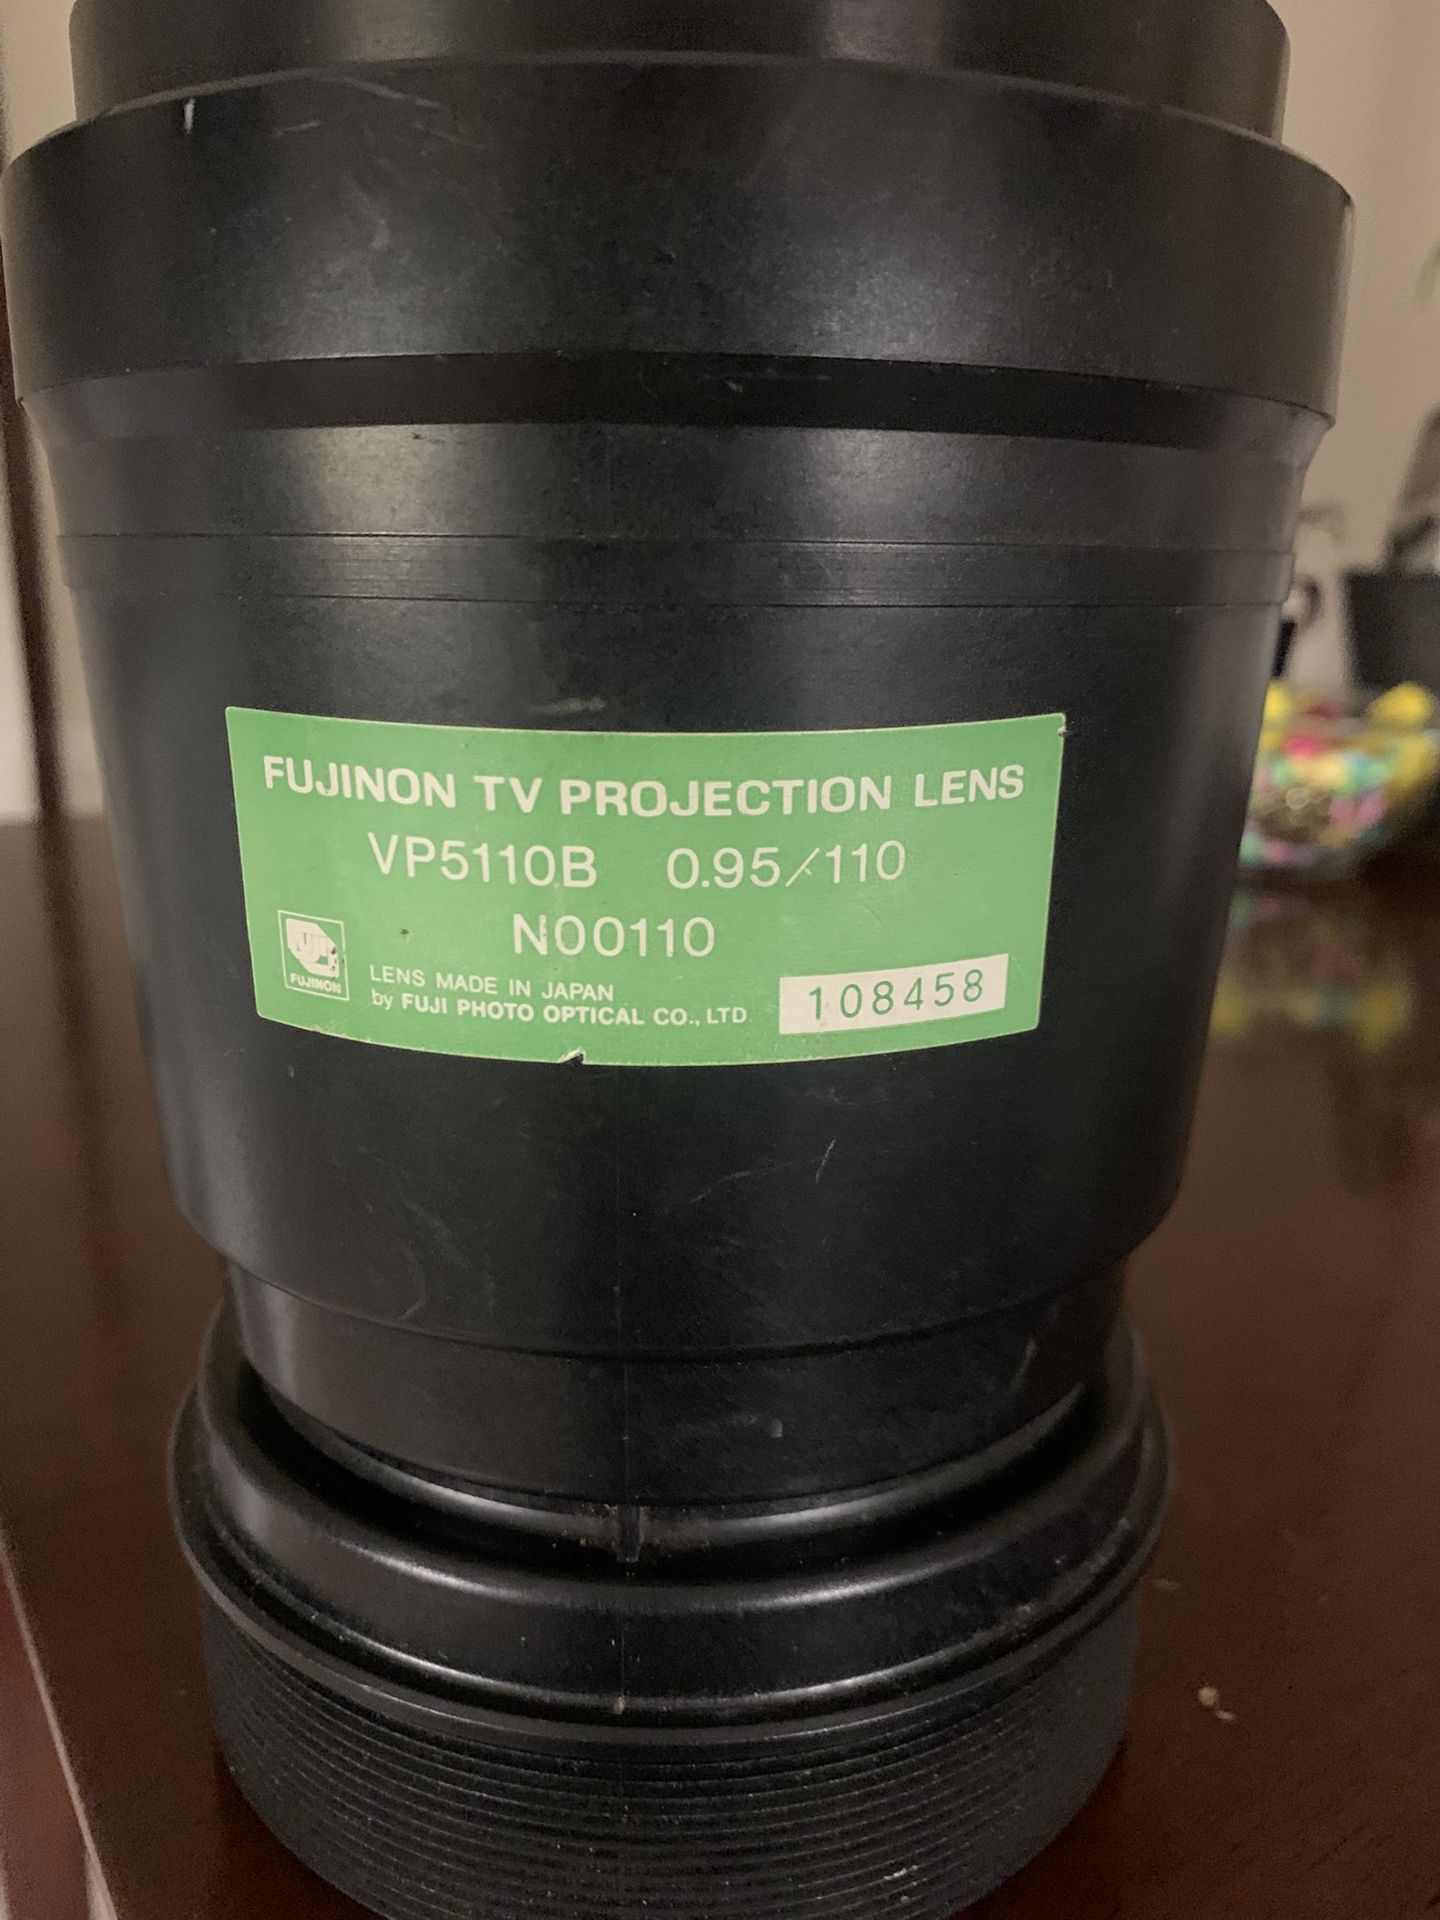 FUJINON TV PROJECTION LENS
VP5110B 0.95/110
N00110
FUJINON
LENS MADE IN JAPAN
by FUJI PHOTO OPTICAL CO., LTD
108458